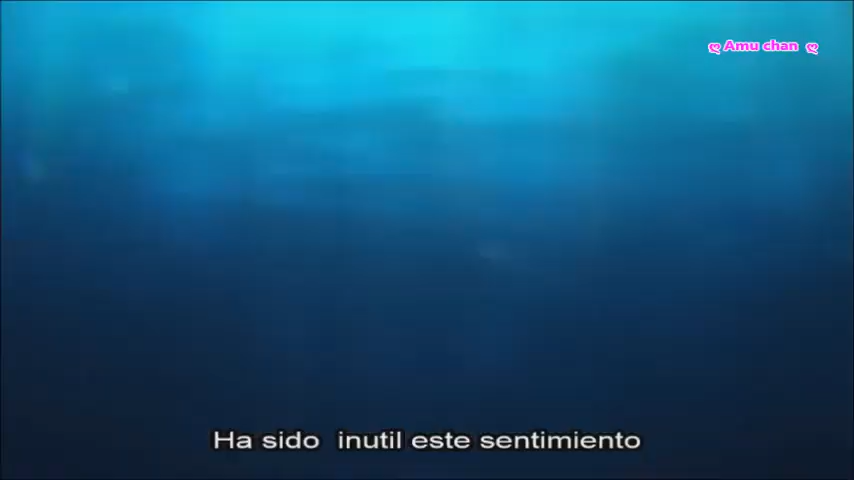 ღ Amu chan ღ
Ha sido  inutil este sentimiento